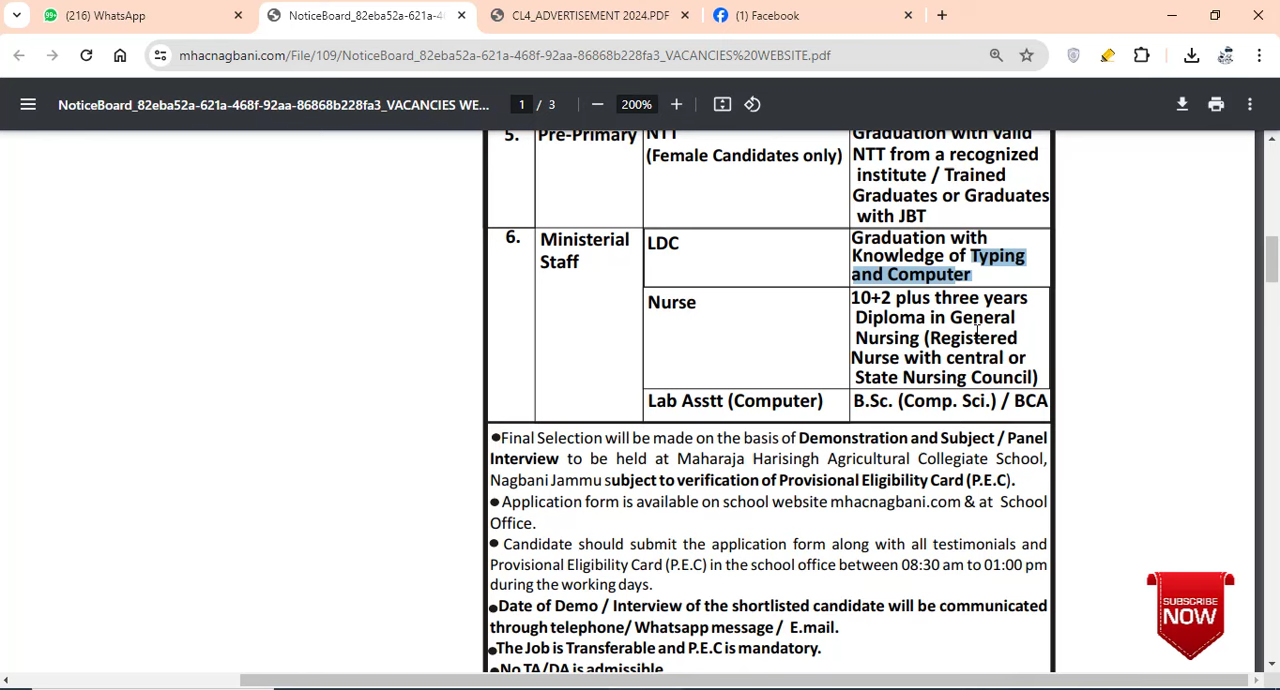 (216) WhatsApp
NoticeBoard_82eba52a-621a-4
CL4_ADVERTISEMENT 2024.PDF
(1) Facebook
mhacnagbani.com/File/109/NoticeBoard_82eba52a-621a-468f-92aa-86868b228fa3_VACANCIES%20WEBSITE.pdf
NoticeBoard_82eba52a-621a-468f-92aa-86868b228fa3_VACANCIES WE...
1 / 3
200%
5.
Pre-Primary
NTT
(Female Candidates only)
Graduation with valid
NTT from a recognized
institute / Trained
Graduates or Graduates
with JBT
6.
Ministerial
Staff
LDC
Graduation with
Knowledge of Typing
and Computer
Nurse
10+2 plus three years
Diploma in General
Nursing (Registered
Nurse with central or
State Nursing Council)
Lab Asstt (Computer)
B.Sc. (Comp. Sci.) / BCA
●Final Selection will be made on the basis of Demonstration and Subject / Panel
Interview to be held at Maharaja Harisingh Agricultural Collegiate School,
Nagbani Jammu subject to verification of Provisional Eligibility Card (P.E.C).
● Application form is available on school website mhacnagbani.com & at School
Office.
● Candidate should submit the application form along with all testimonials and
Provisional Eligibility Card (P.E.C) in the school office between 08:30 am to 01:00 pm
during the working days.
●Date of Demo / Interview of the shortlisted candidate will be communicated
through telephone/ Whatsapp message / E.mail.
●The Job is Transferable and P.E.C is mandatory.
●No TA/DA is admissible
SUBSCRIBE
NOW